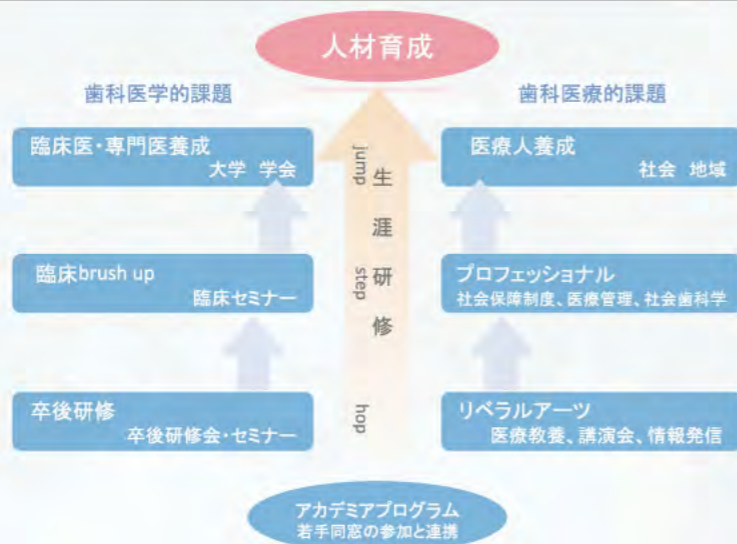 人材育成
歯科医学的課題
歯科医療的課題
臨床医・専門医養成
大学 学会
医療人養成
社会 地域
jump
生涯研修
step
hop
臨床brush up
臨床セミナー
プロフェッショナル
社会保障制度、医療管理、社会歯科学
卒後研修
卒後研修会・セミナー
リベラルアーツ
医療教養、講演会、情報発信
アカデミアプログラム
若手同窓の参加と連携